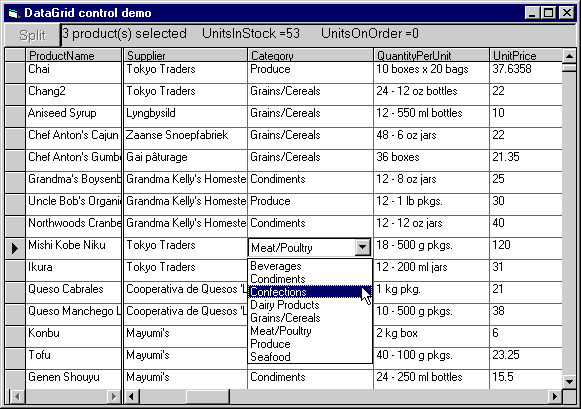 DataGrid control demo
Split 3 product(s) selected UnitsInStock =53 UnitsOnOrder =0
ProductName Supplier Category QuantityPerUnit UnitPrice
Chai Tokyo Traders Produce 10 boxes x 20 bags 37.6358
Chang2 Tokyo Traders Grains/Cereals 24 - 12 oz bottles 22
Aniseed Syrup Lyngbysild Grains/Cereals 12 - 550 ml bottles 10
Chef Anton's Cajun Zaanse Snoepfabriek Grains/Cereals 48 - 6 oz jars 22
Chef Anton's Gumbo Gai pâturage Grains/Cereals 36 boxes 21.35
Grandma's Boysenb Grandma Kelly's Homeste Condiments 12 - 8 oz jars 25
Uncle Bob's Organic Grandma Kelly's Homeste Produce 12 - 1 lb pkgs. 30
Northwoods Cranbe Grandma Kelly's Homeste Condiments 12 - 12 oz jars 40
Mishi Kobe Niku Tokyo Traders Meat/Poultry 18 - 500 g pkgs. 120
Ikura Tokyo Traders Beverages 12 - 200 ml jars 31
Condiments
Queso Cabrales Cooperativa de Quesos 'L Confections 1 kg pkg. 21
Dairy Products
Queso Manchego L Cooperativa de Quesos 'L Grains/Cereals 10 - 500 g pkgs. 38
Konbu Mayumi's Meat/Poultry 2 kg box 6
Produce
Tofu Mayumi's Seafood 40 - 100 g pkgs. 23.25
Genen Shouyu Mayumi's Condiments 24 - 250 ml bottles 15.5